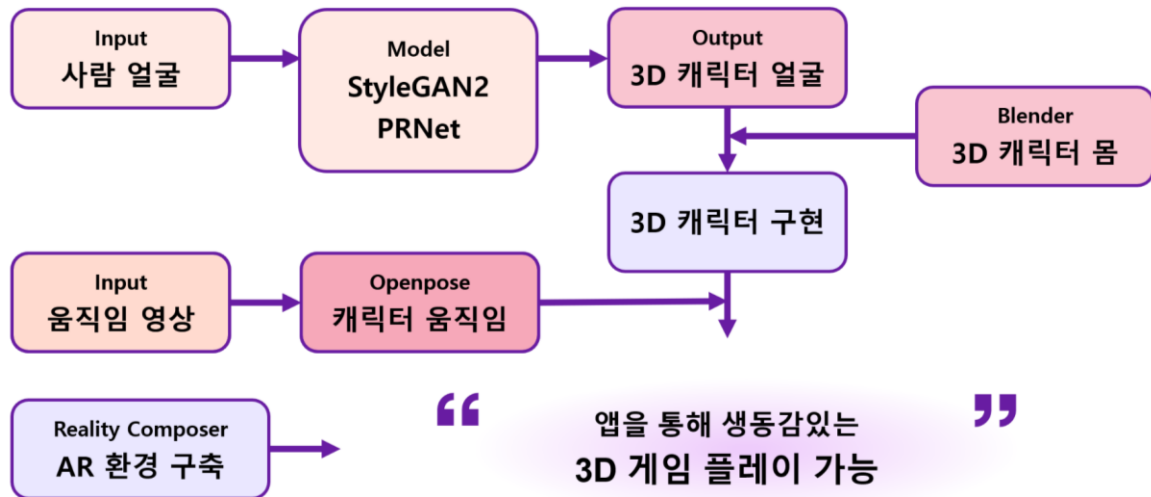 Input
사람 얼굴
Model
StyleGAN2
PRNet
Output
3D 캐릭터 얼굴
Blender
3D 캐릭터 몸
3D 캐릭터 구현
Input
움직임 영상
Openpose
캐릭터 움직임
Reality Composer
AR 환경 구축
“ 앱을 통해 생동감있는 ”
3D 게임 플레이 가능